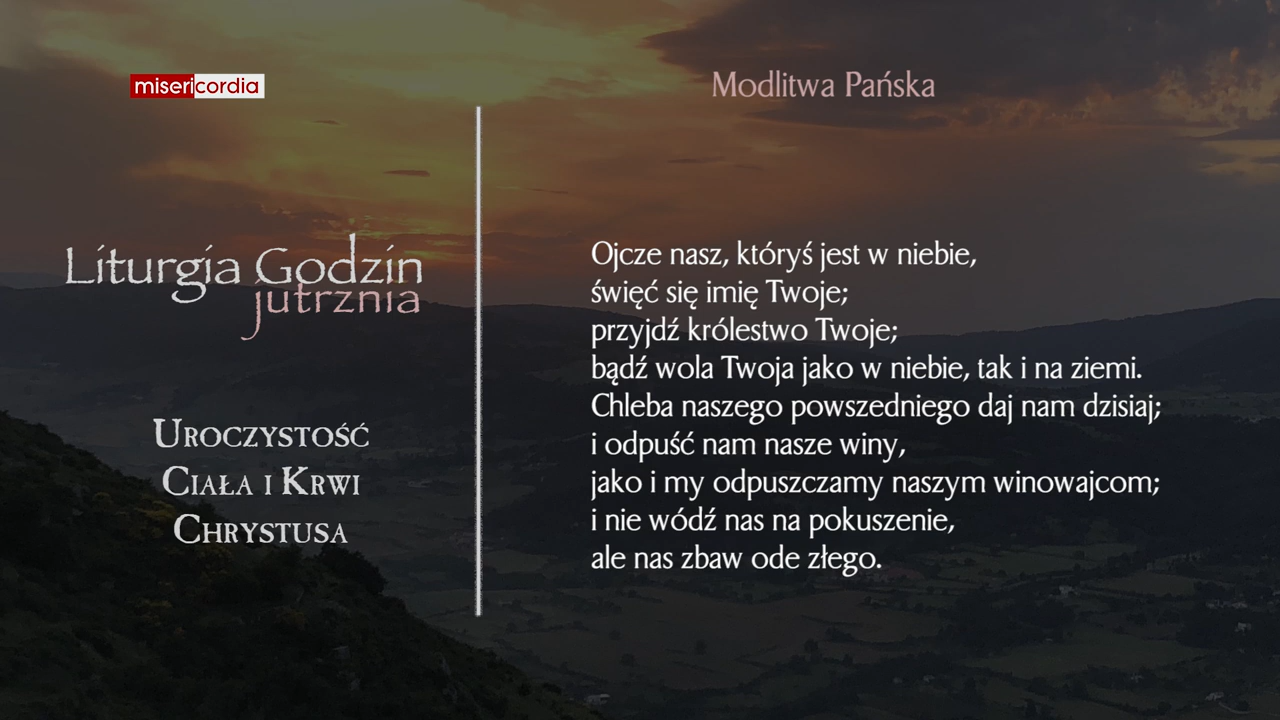 misericordia
Liturgia Godzin
jutrznia
Uroczystość
Ciała i Krwi
Chrystusa
Modlitwa Pańska
Ojcze nasz, któryś jest w niebie,
święć się imię Twoje;
przyjdź królestwo Twoje;
bądź wola Twoja jako w niebie, tak i na ziemi.
Chleba naszego powszedniego daj nam dzisiaj;
i odpuść nam nasze winy,
jako i my odpuszczamy naszym winowajcom;
i nie wódź nas na pokuszenie,
ale nas zbaw ode złego.